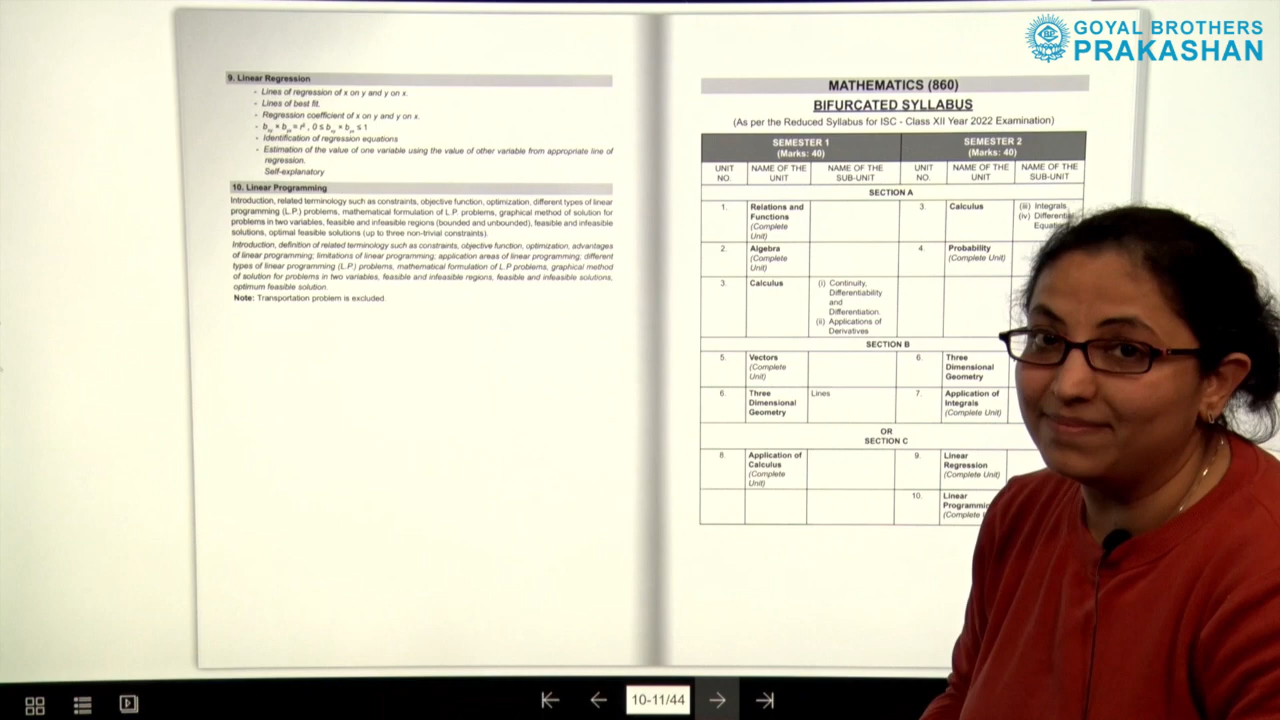 GOYAL BROTHERS
PRAKASHAN
9. Linear Regression
- Lines of regression of x on y and y on x.
- Lines of best fit.
- Regression coefficient of x on y and y on x.
- bxy × byx = r², 0 ≤ bxy × byx ≤ 1
- Identification of regression equations
- Estimation of the value of one variable using the value of other variable from appropriate line of
regression.
Self-explanatory
10. Linear Programming
Introduction, related terminology such as constraints, objective function, optimization, different types of linear
programming (L.P.) problems, mathematical formulation of L.P. problems, graphical method of solution for
problems in two variables, feasible and infeasible regions (bounded and unbounded), feasible and infeasible
solutions, optimal feasible solutions (up to three non-trivial constraints).
Introduction, definition of related terminology such as constraints, objective function, optimization, advantages
of linear programming; limitations of linear programming; application areas of linear programming; different
types of linear programming (L.P.) problems, mathematical formulation of L.P problems, graphical method
of solution for problems in two variables, feasible and infeasible regions, feasible and infeasible solutions,
optimum feasible solution.
Note: Transportation problem is excluded.
MATHEMATICS (860)
BIFURCATED SYLLABUS
(As per the Reduced Syllabus for ISC - Class XII Year 2022 Examination)
SEMESTER 1
(Marks: 40)
SEMESTER 2
(Marks: 40)
UNIT NO.
NAME OF THE UNIT
NAME OF THE SUB-UNIT
UNIT NO.
NAME OF THE UNIT
NAME OF THE SUB-UNIT
SECTION A
1.
Relations and
Functions
(Complete
Unit)
3.
Calculus
(iii) Integrals
(iv) Differential
2.
Algebra
(Complete
Unit)
4.
Probability
(Complete Unit)
3.
Calculus
(i) Continuity,
Differentiability
and
Differentiation.
(ii) Applications of
Derivatives
SECTION B
5.
Vectors
(Complete
Unit)
6.
Three
Dimensional
Geometry
6.
Three
Dimensional
Geometry
Lines
7.
Application of
Integrals
(Complete Unit)
OR
SECTION C
8.
Application of
Calculus
(Complete
Unit)
9.
Linear
Regression
(Complete Unit)
10.
Linear
(Complete
10-11/44